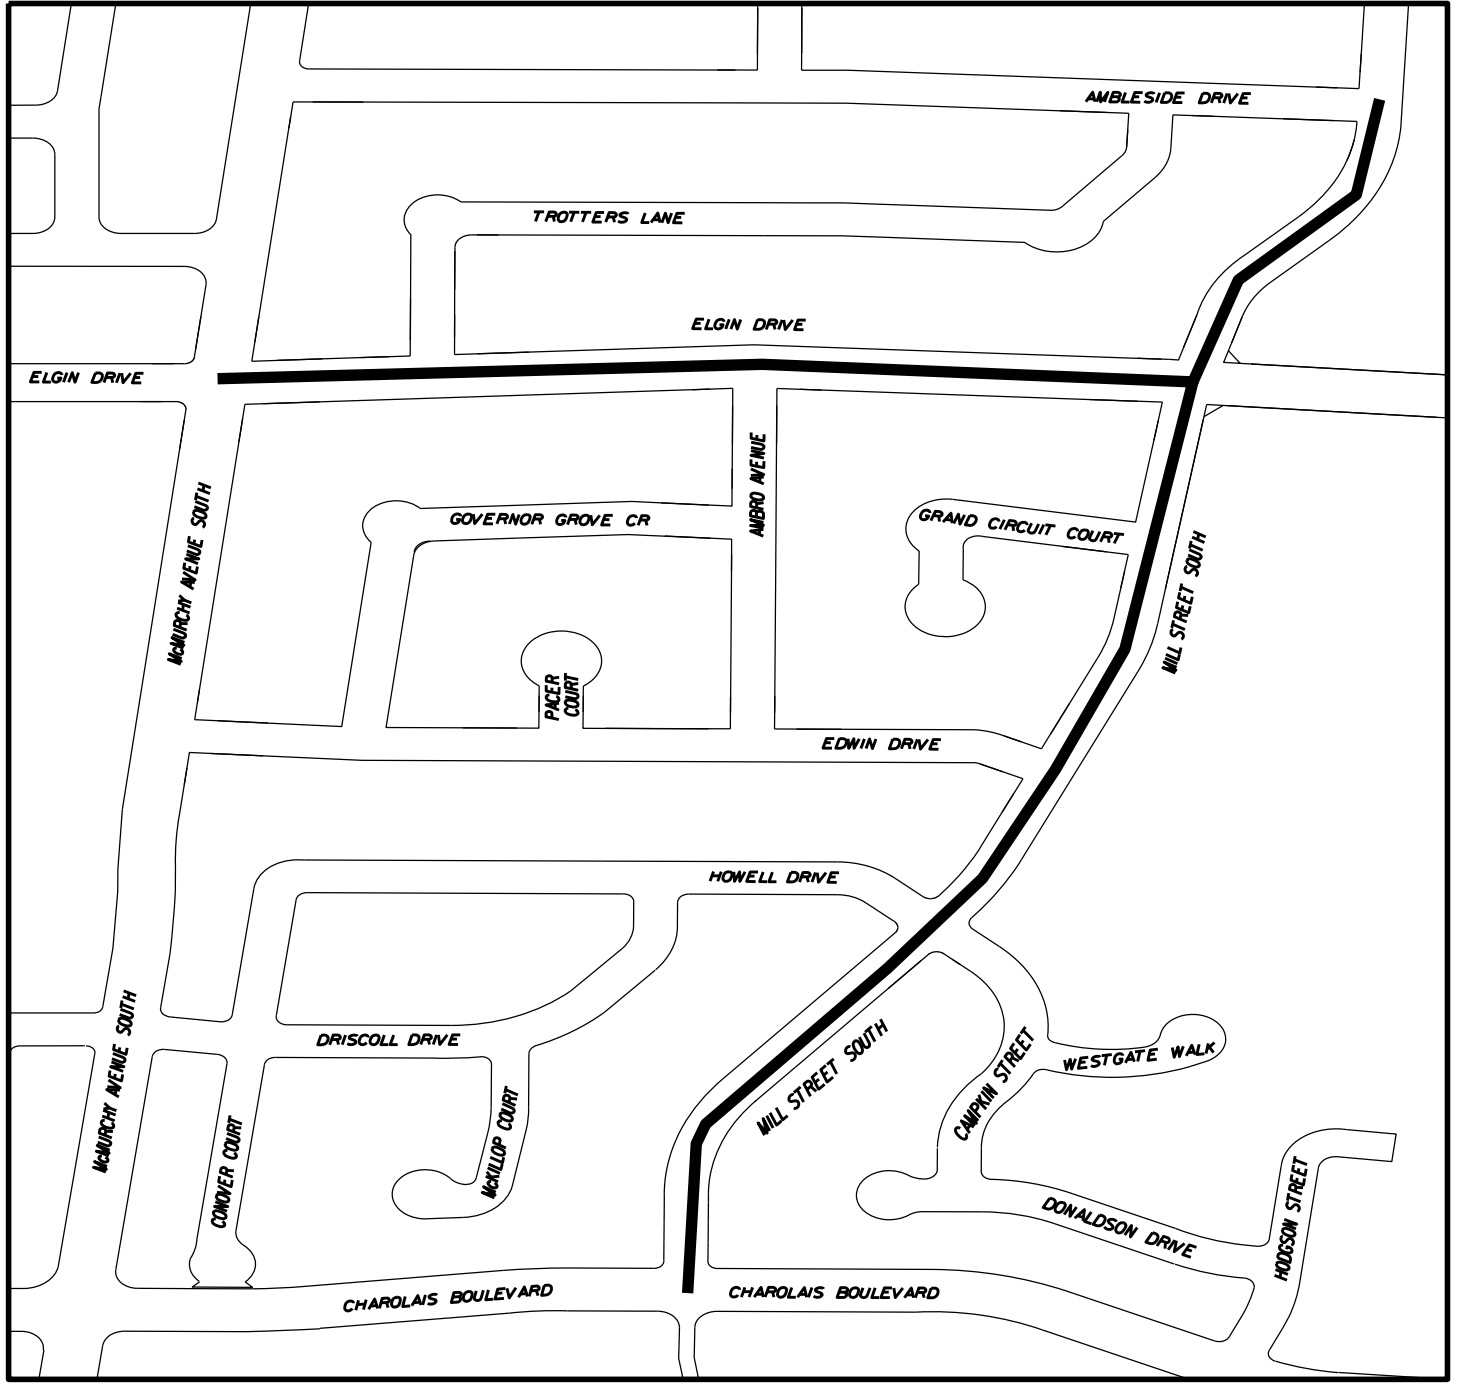 AMBLESIDE DRIVE
TROTTERS LANE
ELGIN DRIVE
ELGIN DRIVE
AMBRO AVENUE
McMURCHY AVENUE SOUTH
GOVERNOR GROVE CR
GRAND CIRCUIT COURT
MILL STREET SOUTH
PACER
COURT
EDWIN DRIVE
HOWELL DRIVE
McMURCHY AVENUE SOUTH
DRISCOLL DRIVE
MILL STREET SOUTH
CAMPKIN STREET
WESTGATE WALK
CONOVER COURT
McKILLOP COURT
HODGSON STREET
DONALDSON DRIVE
CHAROLAIS BOULEVARD
CHAROLAIS BOULEVARD